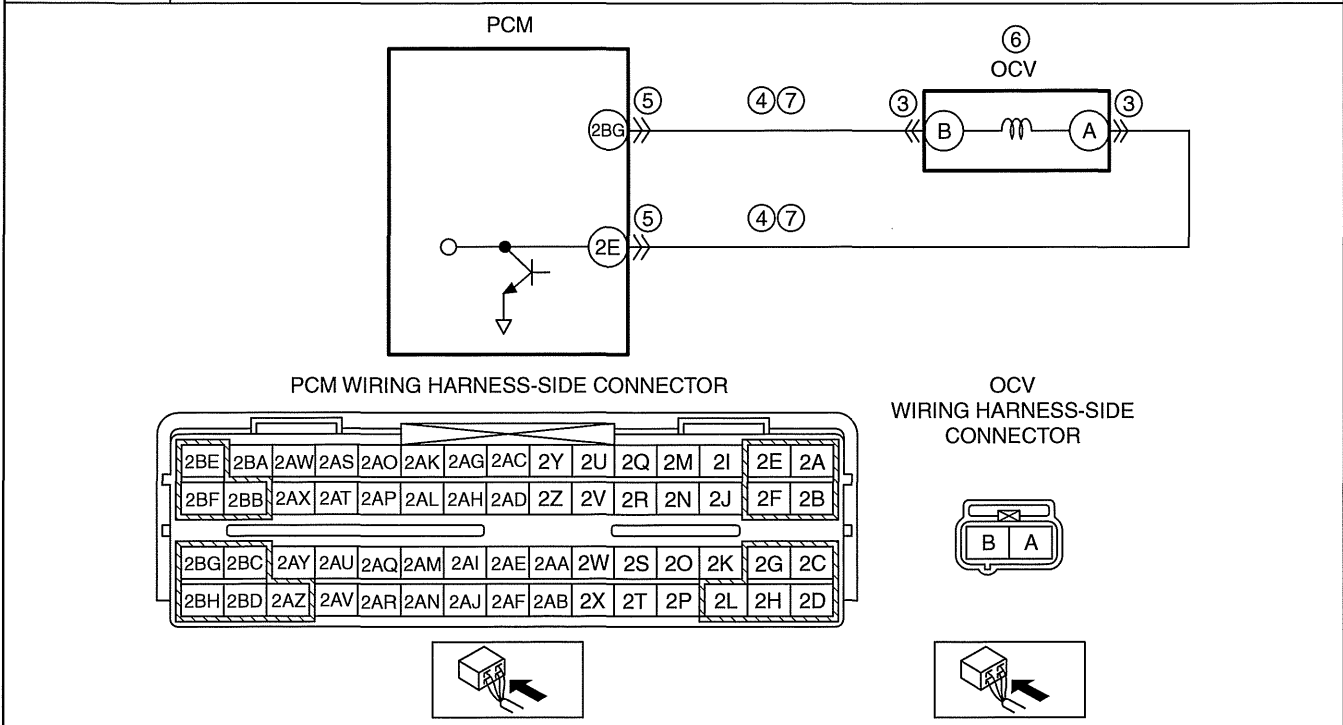 PCM
⑥
OCV
2BG
⑤
④⑦
③
B
A
③
2E
⑤
④⑦
PCM WIRING HARNESS-SIDE CONNECTOR
OCV
WIRING HARNESS-SIDE
CONNECTOR
2BE 2BA 2AW 2AS 2AO 2AK 2AG 2AC 2Y 2U 2Q 2M 2I 2E 2A
2BF 2BB 2AX 2AT 2AP 2AL 2AH 2AD 2Z 2V 2R 2N 2J 2F 2B
2BG 2BC 2AY 2AU 2AQ 2AM 2AI 2AE 2AA 2W 2S 2O 2K 2G 2C
2BH 2BD 2AZ 2AV 2AR 2AN 2AJ 2AF 2AB 2X 2T 2P 2L 2H 2D
B A